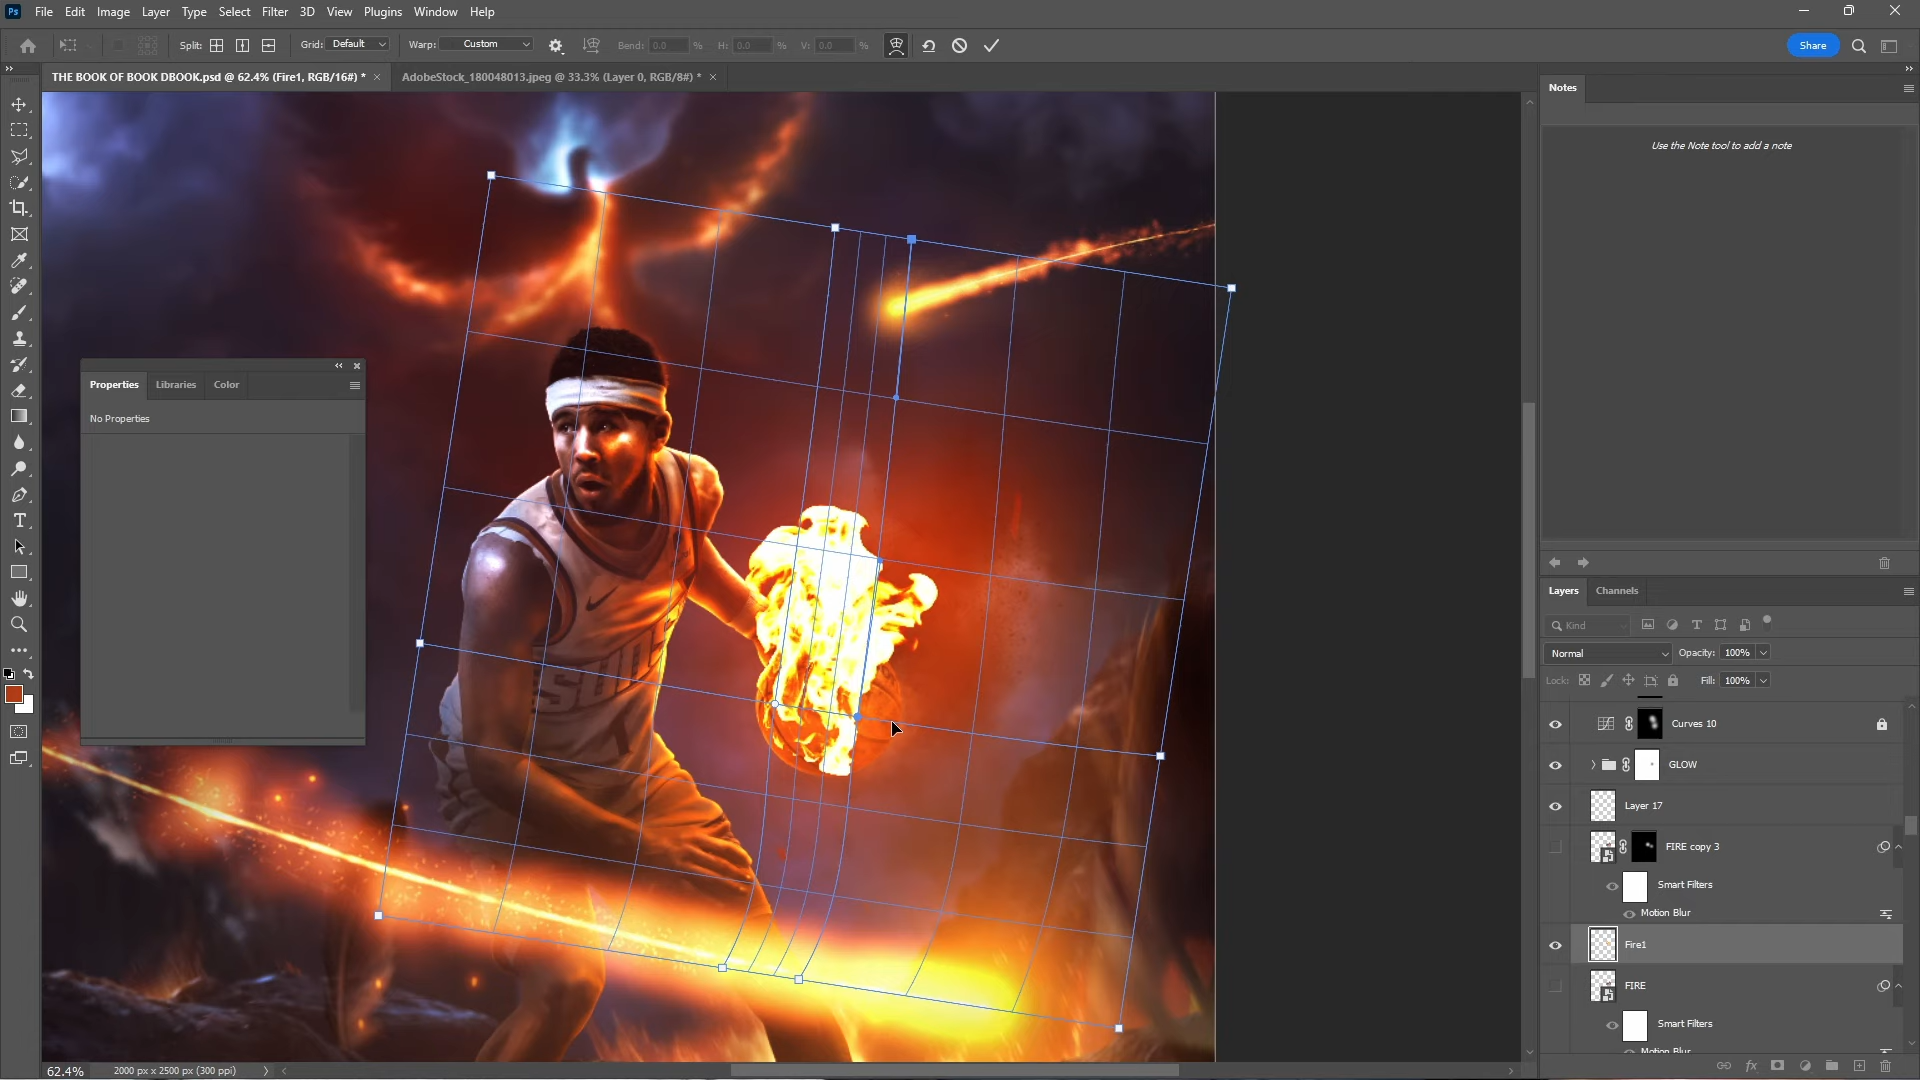 Ps File Edit Image Layer Type Select Filter 3D View Plugins Window Help
Split: Grid: Default Warp: Custom Bend: 0.0 % H: 0.0 % V: 0.0 % Share
THE BOOK OF BOOK DBOOK.psd @ 62.4% (Fire1, RGB/16#) * × AdobeStock_180048013.jpeg @ 33.3% (Layer 0, RGB/8#) * ×
Notes
Use the Note tool to add a note
Properties Libraries Color
No Properties
SUNS
Layers Channels
Kind
Normal Opacity: 100%
Lock: Fill: 100%
Curves 10
GLOW
Layer 17
FIRE copy 3
Smart Filters
Motion Blur
Fire1
FIRE
Smart Filters
Motion Blur
62.4% 2000 px x 2500 px (300 ppi)